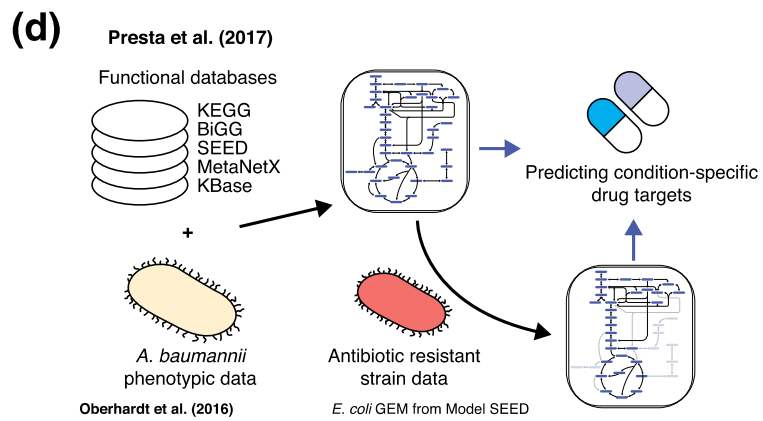 (d)
Presta et al. (2017)
Functional databases
KEGG
BiGG
SEED
MetaNetX
KBase
+
Predicting condition-specific
drug targets
A. baumannii
phenotypic data
Antibiotic resistant
strain data
Oberhardt et al. (2016)
E. coli GEM from Model SEED